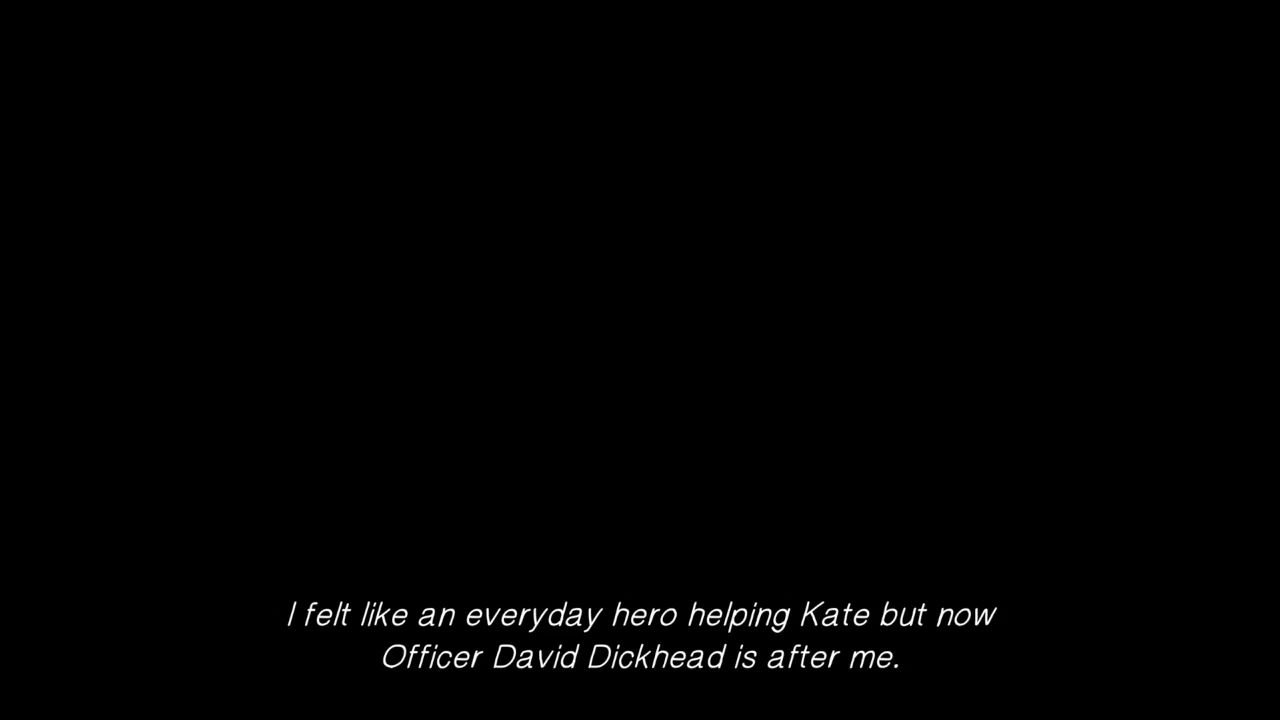 I felt like an everyday hero helping Kate but now
Officer David Dickhead is after me.